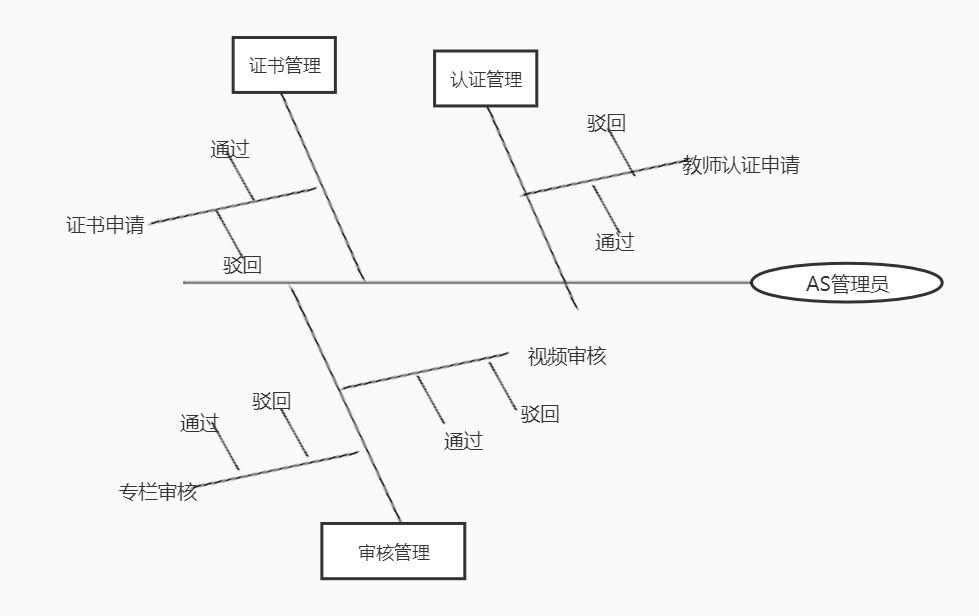 证书管理
认证管理
驳回
通过
教师认证申请
证书申请
通过
驳回
AS管理员
视频审核
驳回
通过
驳回
通过
专栏审核
审核管理